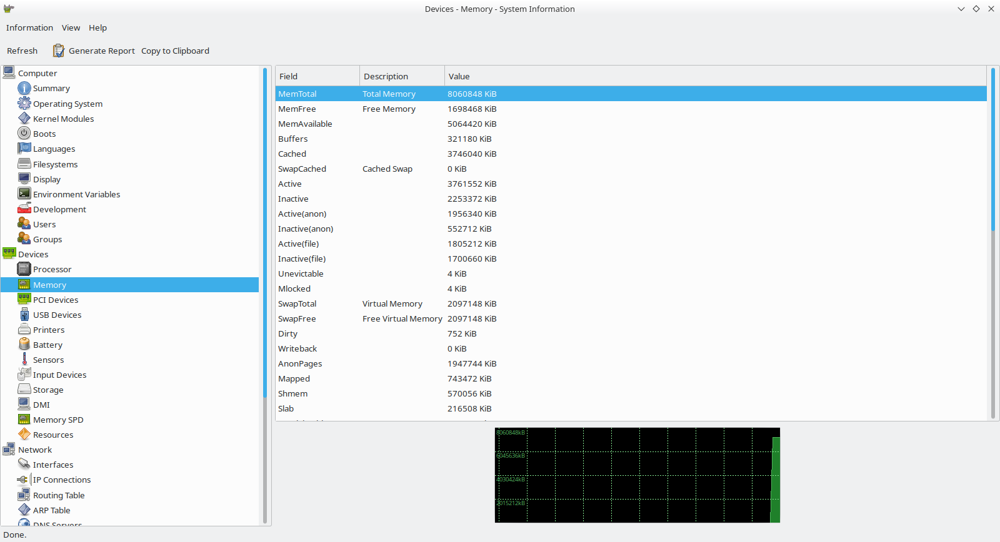 Devices - Memory - System Information
Information View Help
Refresh Generate Report Copy to Clipboard
Computer
Summary
Operating System
Kernel Modules
Boots
Languages
Filesystems
Display
Environment Variables
Development
Users
Groups
Devices
Processor
Memory
PCI Devices
USB Devices
Printers
Battery
Sensors
Input Devices
Storage
DMI
Memory SPD
Resources
Network
Interfaces
IP Connections
Routing Table
ARP Table
DNS Servers
Field Description Value
MemTotal Total Memory 8060848 KiB
MemFree Free Memory 1698468 KiB
MemAvailable 5064420 KiB
Buffers 321180 KiB
Cached 3746040 KiB
SwapCached Cached Swap 0 KiB
Active 3761552 KiB
Inactive 2253372 KiB
Active(anon) 1956340 KiB
Inactive(anon) 552712 KiB
Active(file) 1805212 KiB
Inactive(file) 1700660 KiB
Unevictable 4 KiB
Mlocked 4 KiB
SwapTotal Virtual Memory 2097148 KiB
SwapFree Free Virtual Memory 2097148 KiB
Dirty 752 KiB
Writeback 0 KiB
AnonPages 1947744 KiB
Mapped 743472 KiB
Shmem 570056 KiB
Slab 216508 KiB
8060848kB
6045636kB
4030424kB
2015212kB
Done.